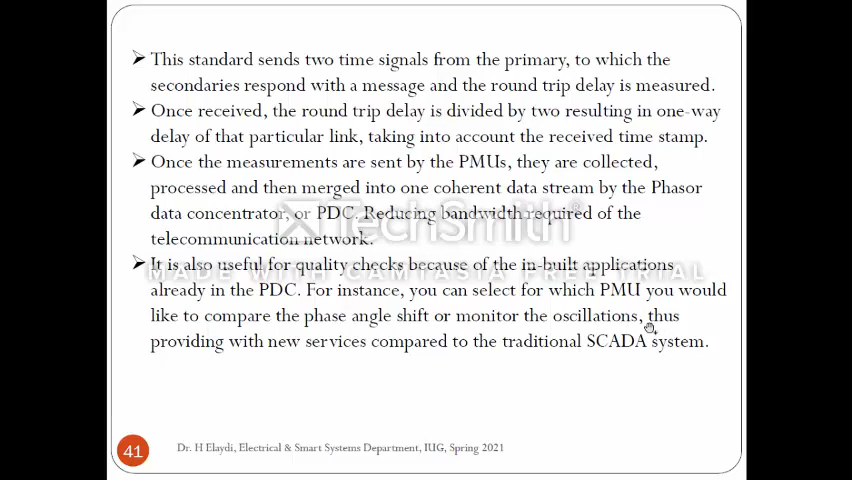 This standard sends two time signals from the primary, to which the
secondaries respond with a message and the round trip delay is measured.
Once received, the round trip delay is divided by two resulting in one-way
delay of that particular link, taking into account the received time stamp.
Once the measurements are sent by the PMUs, they are collected,
processed and then merged into one coherent data stream by the Phasor
data concentrator, or PDC. Reducing bandwidth required of the
telecommunication network.
It is also useful for quality checks because of the in-built applications
already in the PDC. For instance, you can select for which PMU you would
like to compare the phase angle shift or monitor the oscillations, thus
providing with new services compared to the traditional SCADA system.
TechSmith®
MADE WITH CAMTASIA FREE TRIAL
41
Dr. H Elaydi, Electrical & Smart Systems Department, IUG, Spring 2021